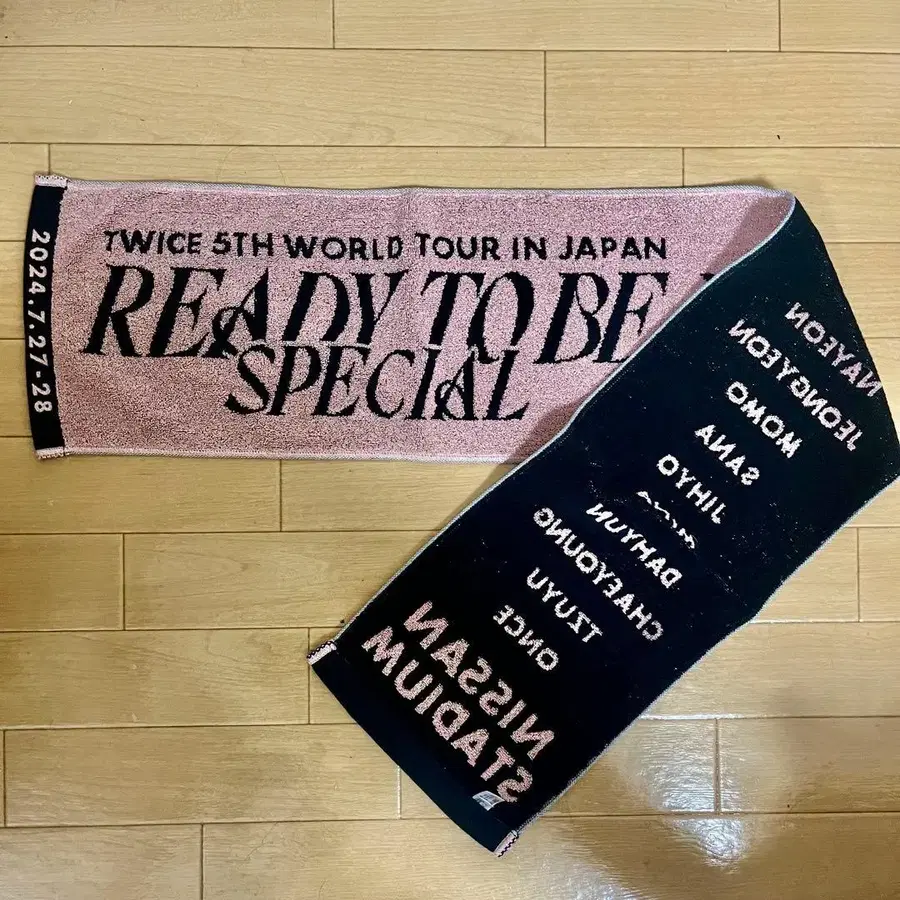 TWICE 5TH WORLD TOUR IN JAPAN
READY TO BE
SPECIAL
2024.7.27-28
NAYEON
JEONGYEON
MOMO
SANA
JIHYO
DAHYUN
CHAEYOUNG
TZUYU
ONCE
NISSAN
STADIUM